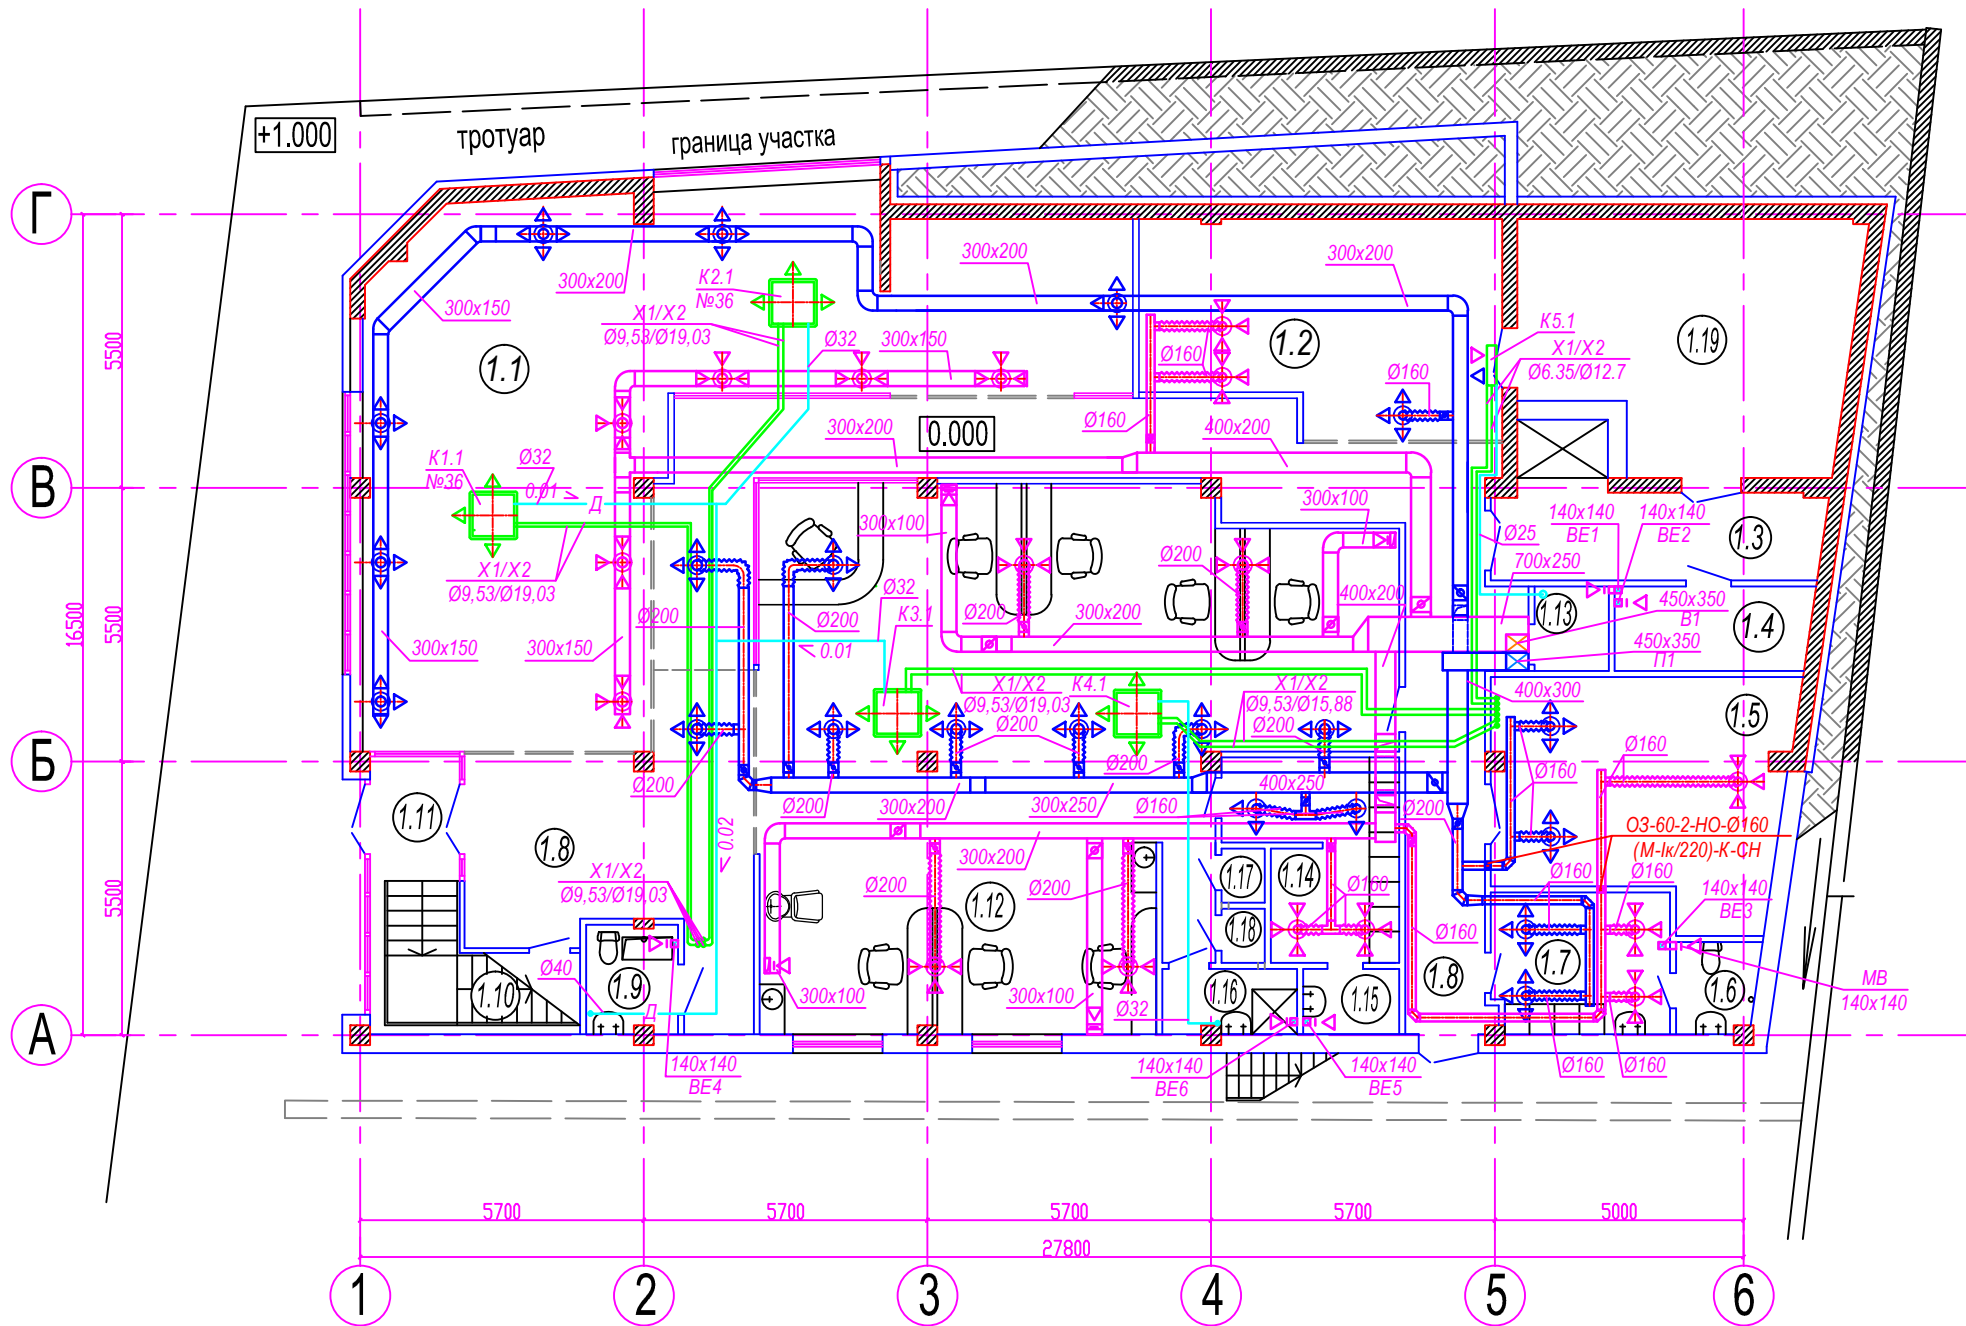 +1.000
тротуар
граница участка
Г
300x200
300x150
К2.1
№36
Х1/Х2
Ø9,53/Ø19,03
Ø32
300x150
300x200
300x200
1.2
Ø160
Ø160
К5.1
Х1/Х2
Ø6.35/Ø12.7
1.19
5500
1.1
Ø160
0.000
300x200
400x200
В
К1.1
№36
Ø32
0.01
Д
300x100
300x100
140x140
ВЕ1
140x140
ВЕ2
1.3
Ø25
700x250
Х1/Х2
Ø9,53/Ø19,03
Ø200
Ø32
К3.1
Ø200
400x200
450x350
В1
1.13
1.4
16500
5500
300x150
300x150
Ø200
Ø200
0.01
300x200
450x350
П1
Х1/Х2
Ø9,53/Ø19,03
К4.1
Х1/Х2
Ø9,53/Ø15,88
400x300
1.5
Ø200
Ø200
Б
Ø200
Ø200
Ø160
Ø160
Ø200
300x200
300x250
Ø160
400x250
Ø200
1.11
1.8
0.02
300x200
ОЗ-60-2-НО-Ø160
(М-Iк/220)-К-СН
Х1/Х2
Ø9,53/Ø19,03
Ø200
1.12
Ø200
1.17
1.14
Ø160
Ø160
Ø160
140x140
ВЕ3
5500
1.18
Ø160
1.10
Ø40
1.9
Д
300x100
300x100
Ø32
1.16
1.15
1.8
1.7
1.6
МВ
140x140
А
140x140
ВЕ4
140x140
ВЕ6
140x140
ВЕ5
Ø160
Ø160
5700
5700
5700
5700
5000
27800
1
2
3
4
5
6